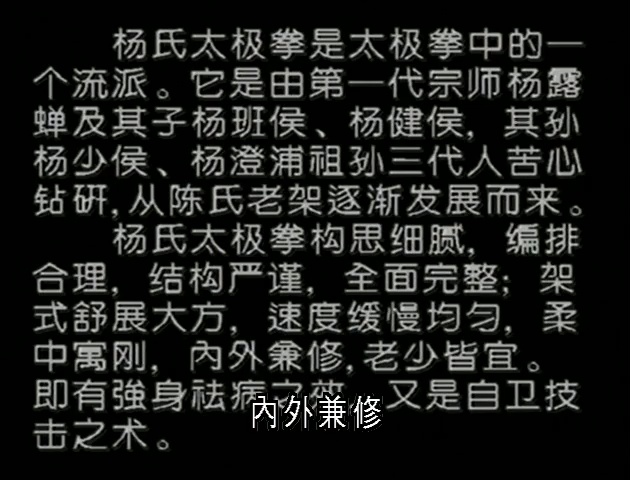 杨氏太极拳是太极拳中的一
个流派。它是由第一代宗师杨露
蝉及其子杨班侯、杨健侯，其孙
杨少侯、杨澄浦祖孙三代人苦心
钻研，从陈氏老架逐渐发展而来。
杨氏太极拳构思细腻，编排
合理，结构严谨，全面完整；架
式舒展大方，速度缓慢均匀，柔
中寓刚，內外兼修，老少皆宜。
即有強身祛病之效，又是自卫技
击之术。
內外兼修